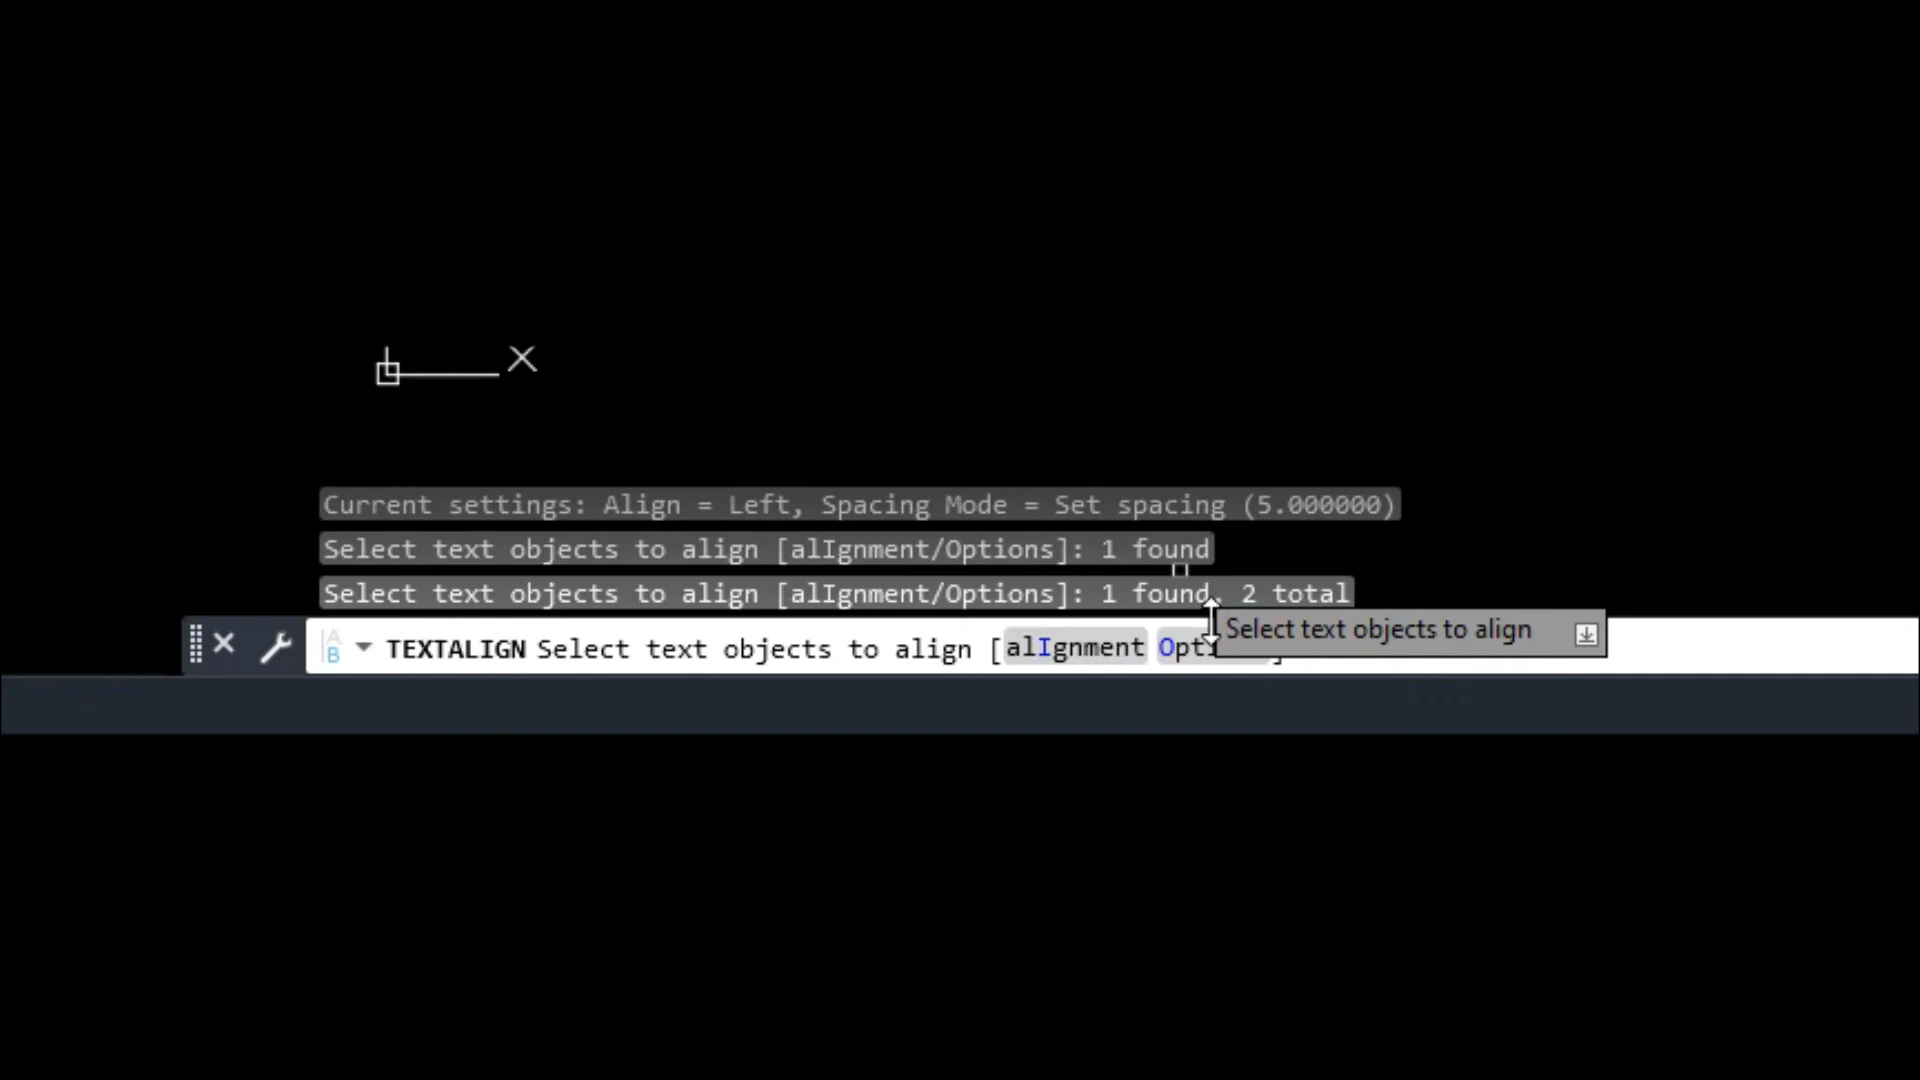 X
Current settings: Align = Left, Spacing Mode = Set spacing (5.000000)
Select text objects to align [alIgnment/Options]: 1 found
Select text objects to align [alIgnment/Options]: 1 found, 2 total
A
B
TEXTALIGN Select text objects to align [alIgnment Opti ]
Select text objects to align